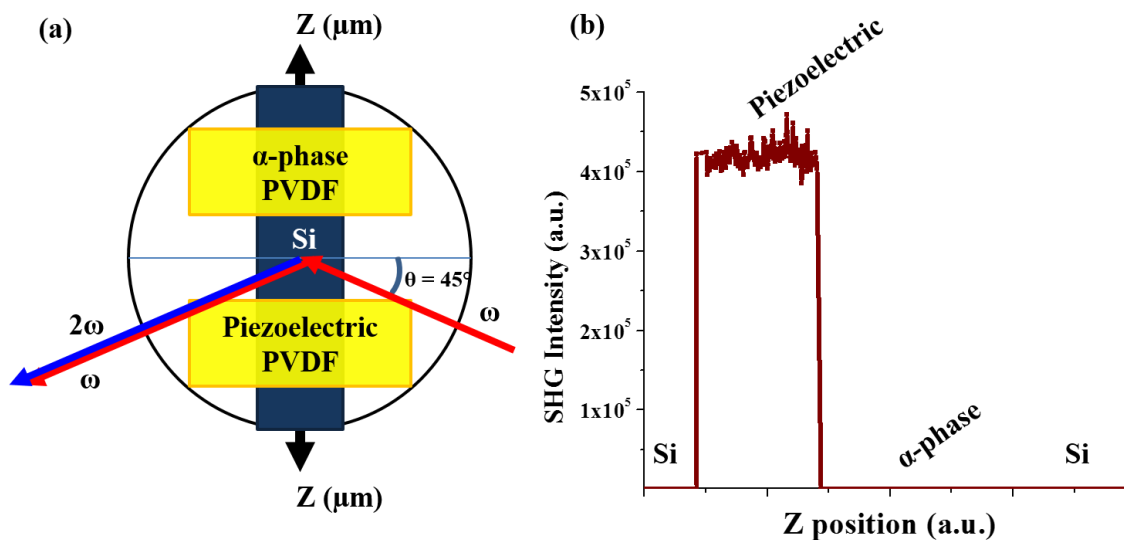 (a)
Z (μm)
α-phase
PVDF
Si
θ = 45°
2ω
ω
ω
Piezoelectric
PVDF
Z (μm)
(b)
Piezoelectric
SHG Intensity (a.u.)
5x10⁵
4x10⁵
3x10⁵
2x10⁵
1x10⁵
Si
α-phase
Si
Z position (a.u.)